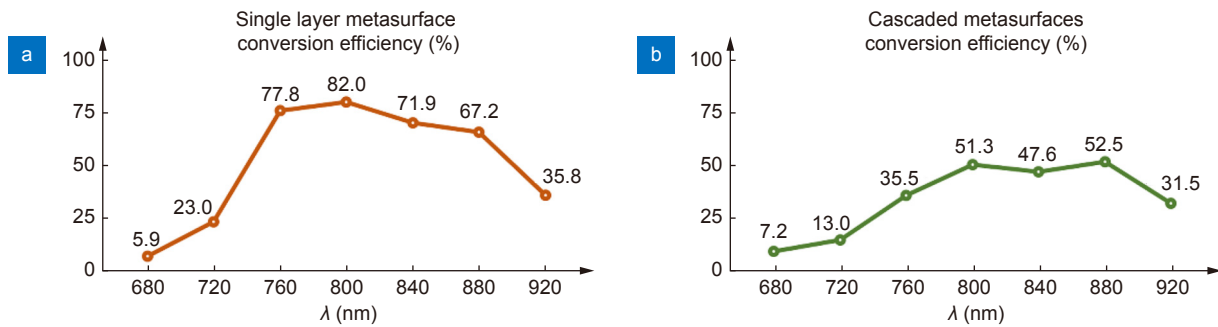 a
Single layer metasurface
conversion efficiency (%)
100
75
50
25
0
5.9
23.0
77.8
82.0
71.9
67.2
35.8
680 720 760 800 840 880 920
λ (nm)
b
Cascaded metasurfaces
conversion efficiency (%)
100
75
50
25
0
7.2
13.0
35.5
51.3
47.6
52.5
31.5
680 720 760 800 840 880 920
λ (nm)